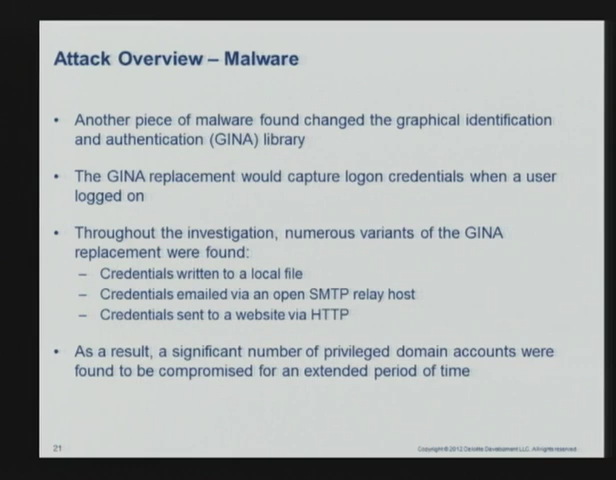 Attack Overview – Malware
• Another piece of malware found changed the graphical identification
and authentication (GINA) library
• The GINA replacement would capture logon credentials when a user
logged on
• Throughout the investigation, numerous variants of the GINA
replacement were found:
– Credentials written to a local file
– Credentials emailed via an open SMTP relay host
– Credentials sent to a website via HTTP
• As a result, a significant number of privileged domain accounts were
found to be compromised for an extended period of time
21
Copyright © 2012 Deloitte Development LLC. All rights reserved.